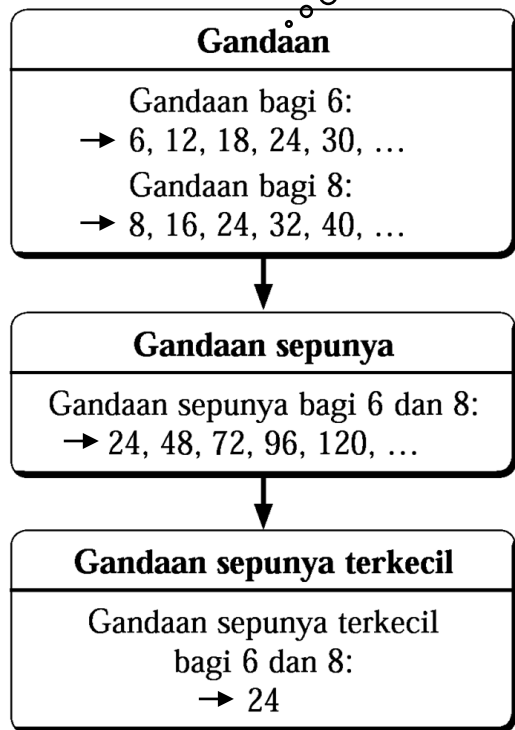 Gandaan
Gandaan bagi 6:
→ 6, 12, 18, 24, 30, …
Gandaan bagi 8:
→ 8, 16, 24, 32, 40, …
Gandaan sepunya
Gandaan sepunya bagi 6 dan 8:
→ 24, 48, 72, 96, 120, …
Gandaan sepunya terkecil
Gandaan sepunya terkecil
bagi 6 dan 8:
→ 24